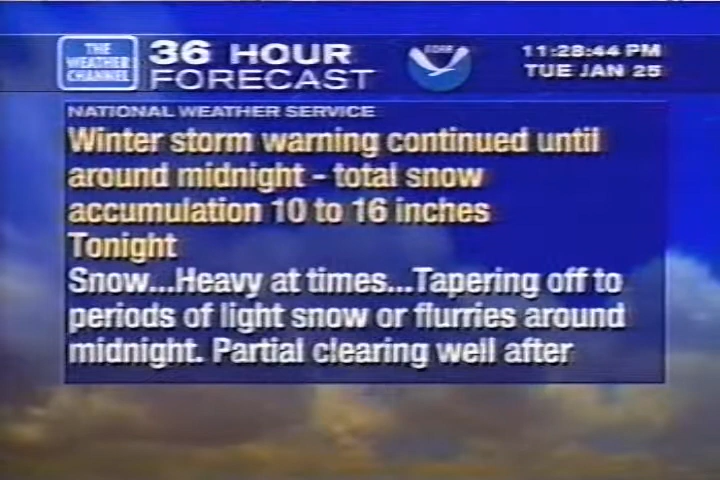 THE
WEATHER
CHANNEL
36 HOUR
FORECAST
NOAA
11:28:44 PM
TUE JAN 25
NATIONAL WEATHER SERVICE
Winter storm warning continued until
around midnight - total snow
accumulation 10 to 16 inches
Tonight
Snow...Heavy at times...Tapering off to
periods of light snow or flurries around
midnight. Partial clearing well after